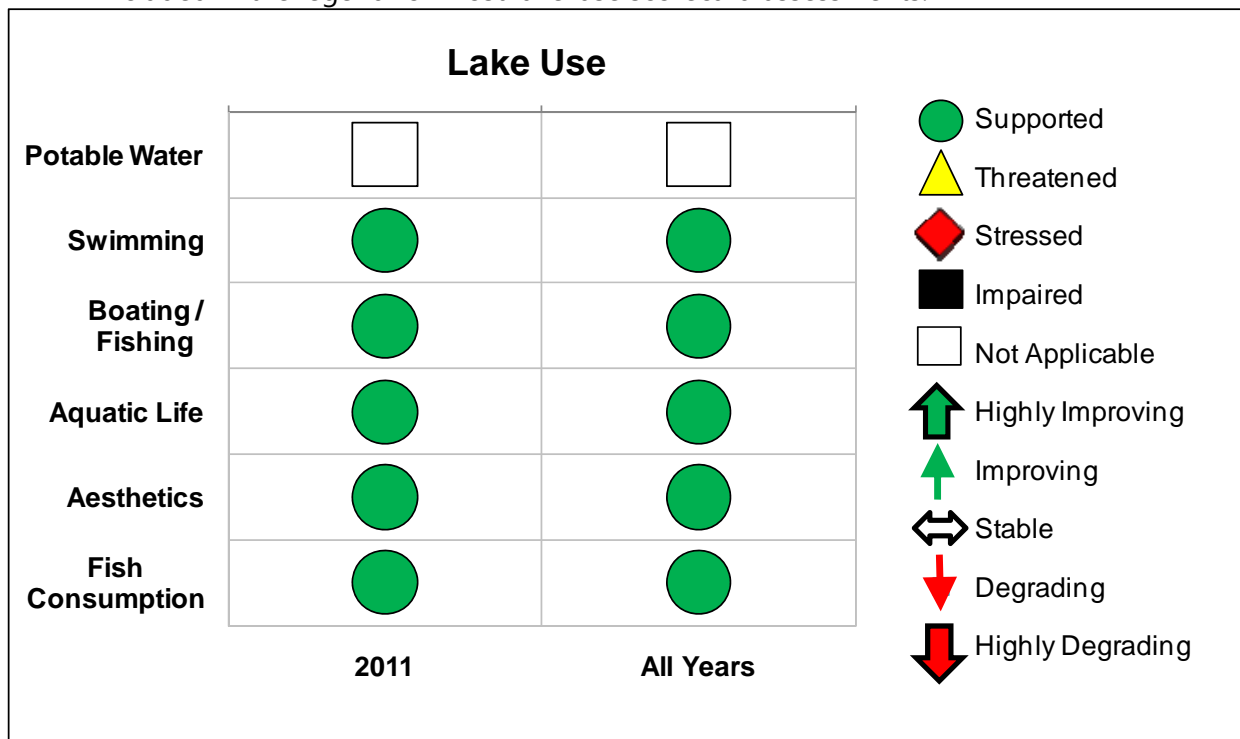 Lake Use
Potable Water
Swimming
Boating /
Fishing
Aquatic Life
Aesthetics
Fish
Consumption
2011
All Years
Supported
Threatened
Stressed
Impaired
Not Applicable
Highly Improving
Improving
Stable
Degrading
Highly Degrading